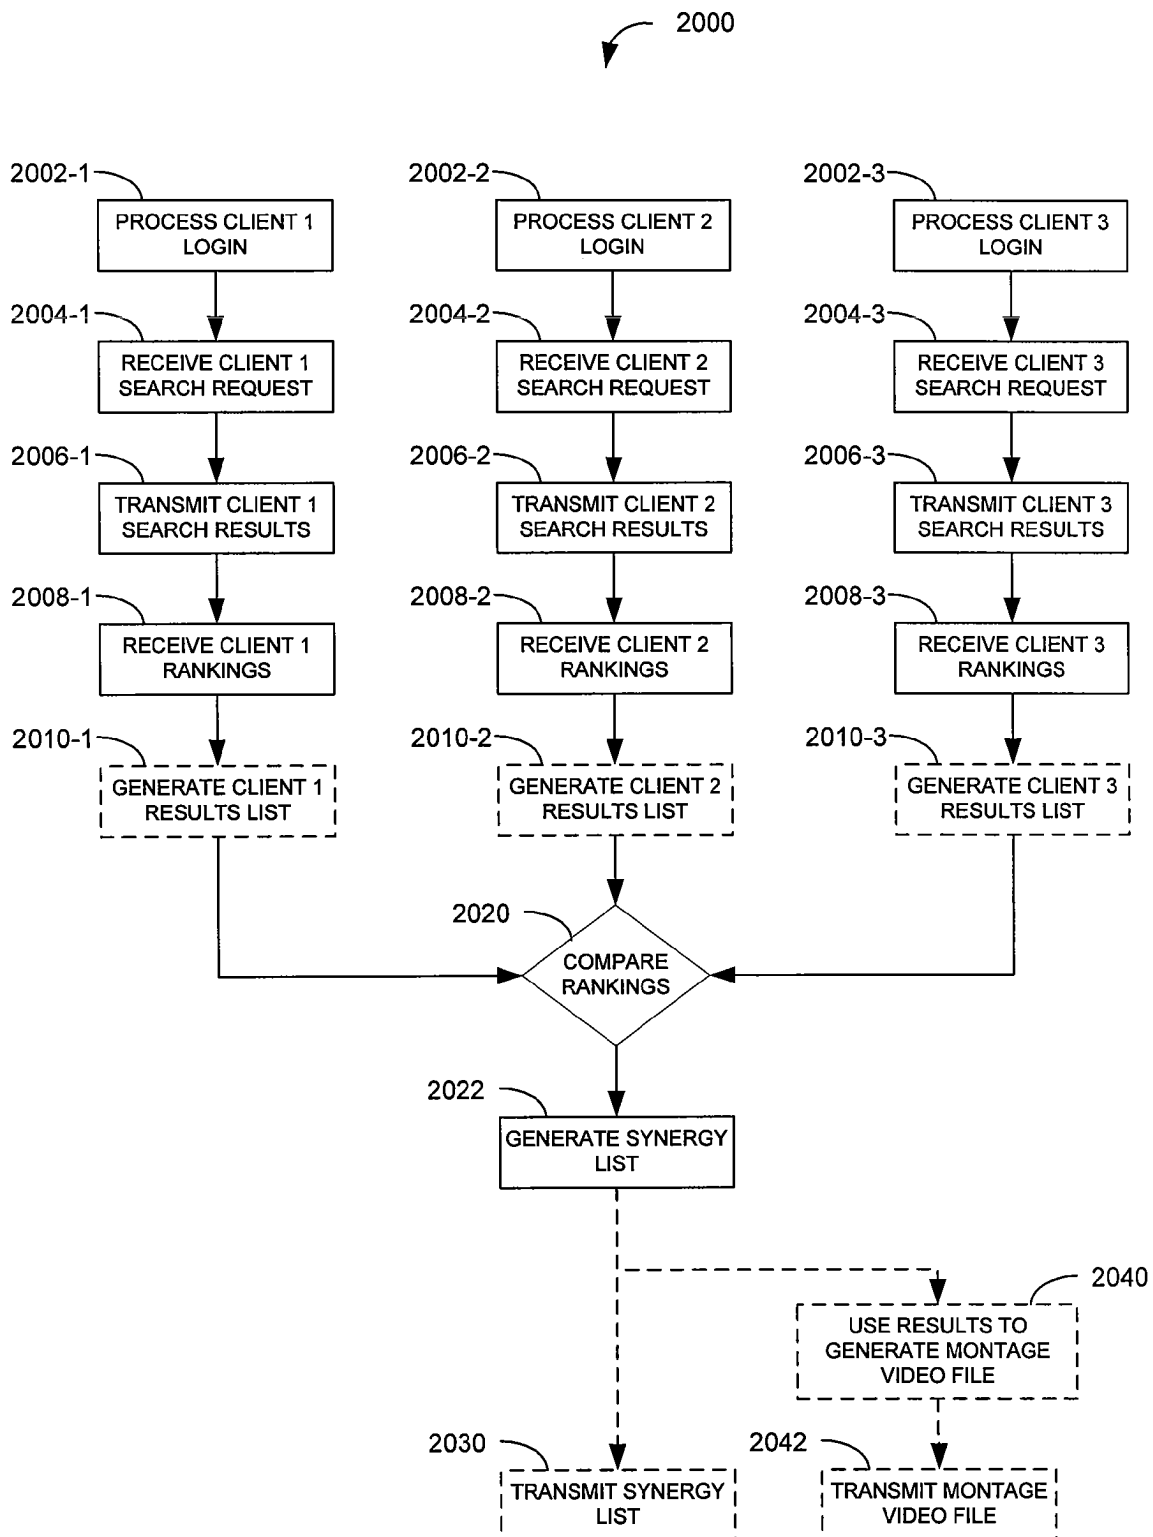 2000
2002-1
2002-2
2002-3
PROCESS CLIENT 1
LOGIN
PROCESS CLIENT 2
LOGIN
PROCESS CLIENT 3
LOGIN
2004-1
2004-2
2004-3
RECEIVE CLIENT 1
SEARCH REQUEST
RECEIVE CLIENT 2
SEARCH REQUEST
RECEIVE CLIENT 3
SEARCH REQUEST
2006-1
2006-2
2006-3
TRANSMIT CLIENT 1
SEARCH RESULTS
TRANSMIT CLIENT 2
SEARCH RESULTS
TRANSMIT CLIENT 3
SEARCH RESULTS
2008-1
2008-2
2008-3
RECEIVE CLIENT 1
RANKINGS
RECEIVE CLIENT 2
RANKINGS
RECEIVE CLIENT 3
RANKINGS
2010-1
2010-2
2010-3
GENERATE CLIENT 1
RESULTS LIST
GENERATE CLIENT 2
RESULTS LIST
GENERATE CLIENT 3
RESULTS LIST
2020
COMPARE
RANKINGS
2022
GENERATE SYNERGY
LIST
2040
USE RESULTS TO
GENERATE MONTAGE
VIDEO FILE
2030
2042
TRANSMIT SYNERGY
LIST
TRANSMIT MONTAGE
VIDEO FILE